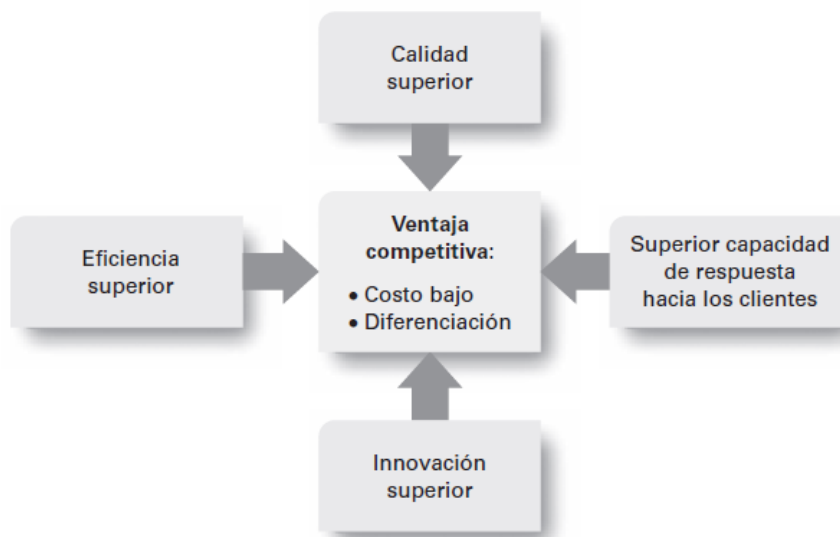 Calidad
superior
Eficiencia
superior
Ventaja
competitiva:
• Costo bajo
• Diferenciación
Superior capacidad
de respuesta
hacia los clientes
Innovación
superior